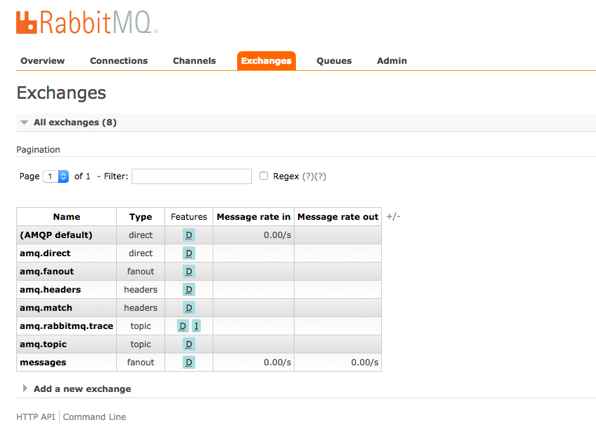 RabbitMQ
Overview Connections Channels Exchanges Queues Admin
Exchanges
All exchanges (8)
Pagination
Page 1 of 1 - Filter: Regex (?)(?)
Name Type Features Message rate in Message rate out +/-
(AMQP default) direct D 0.00/s
amq.direct direct D
amq.fanout fanout D
amq.headers headers D
amq.match headers D
amq.rabbitmq.trace topic D I
amq.topic topic D
messages fanout D 0.00/s 0.00/s
Add a new exchange
HTTP API Command Line